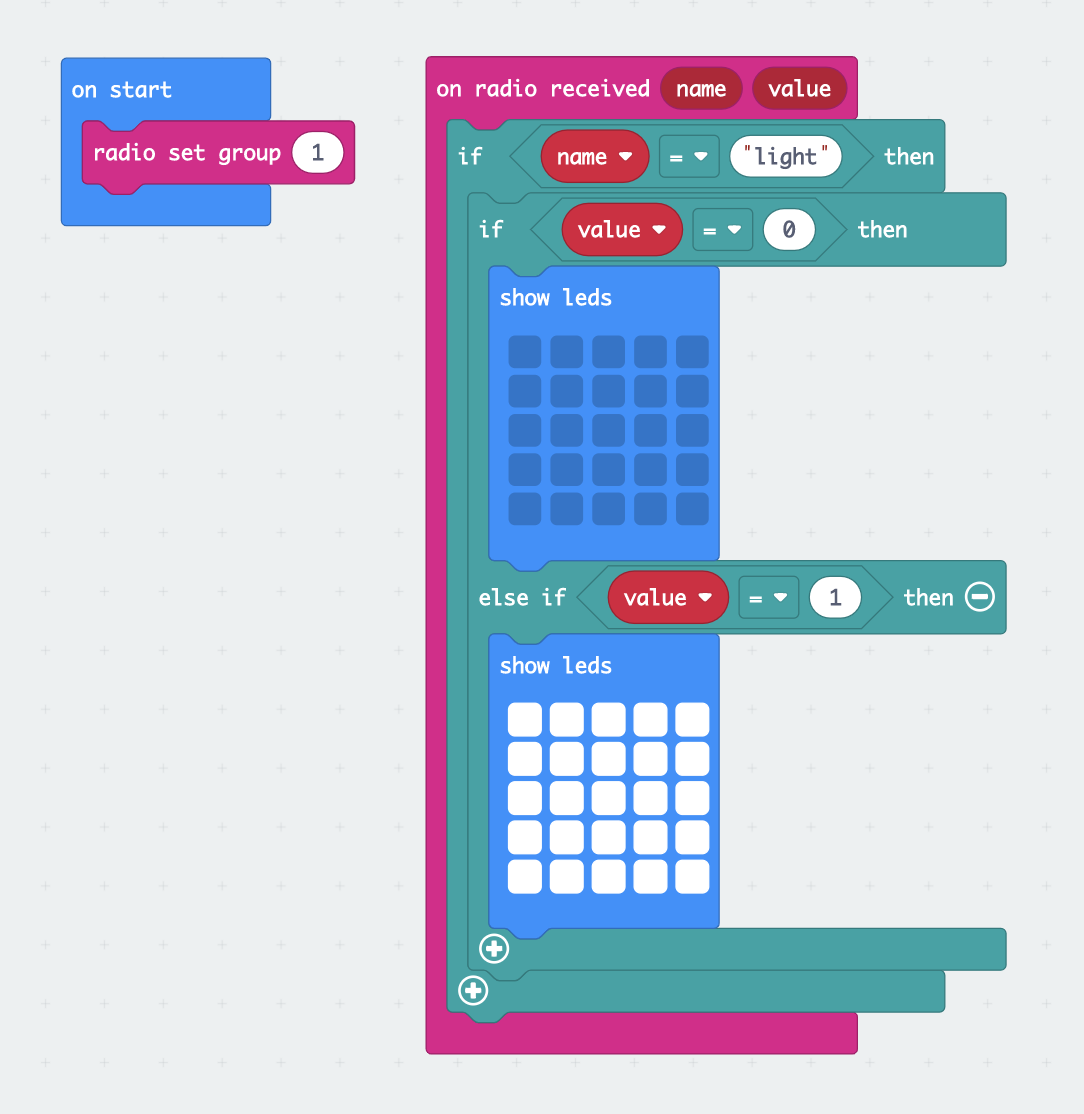 on start
radio set group 1
on radio received name value
if name = "light" then
if value = 0 then
show leds
else if value = 1 then
show leds